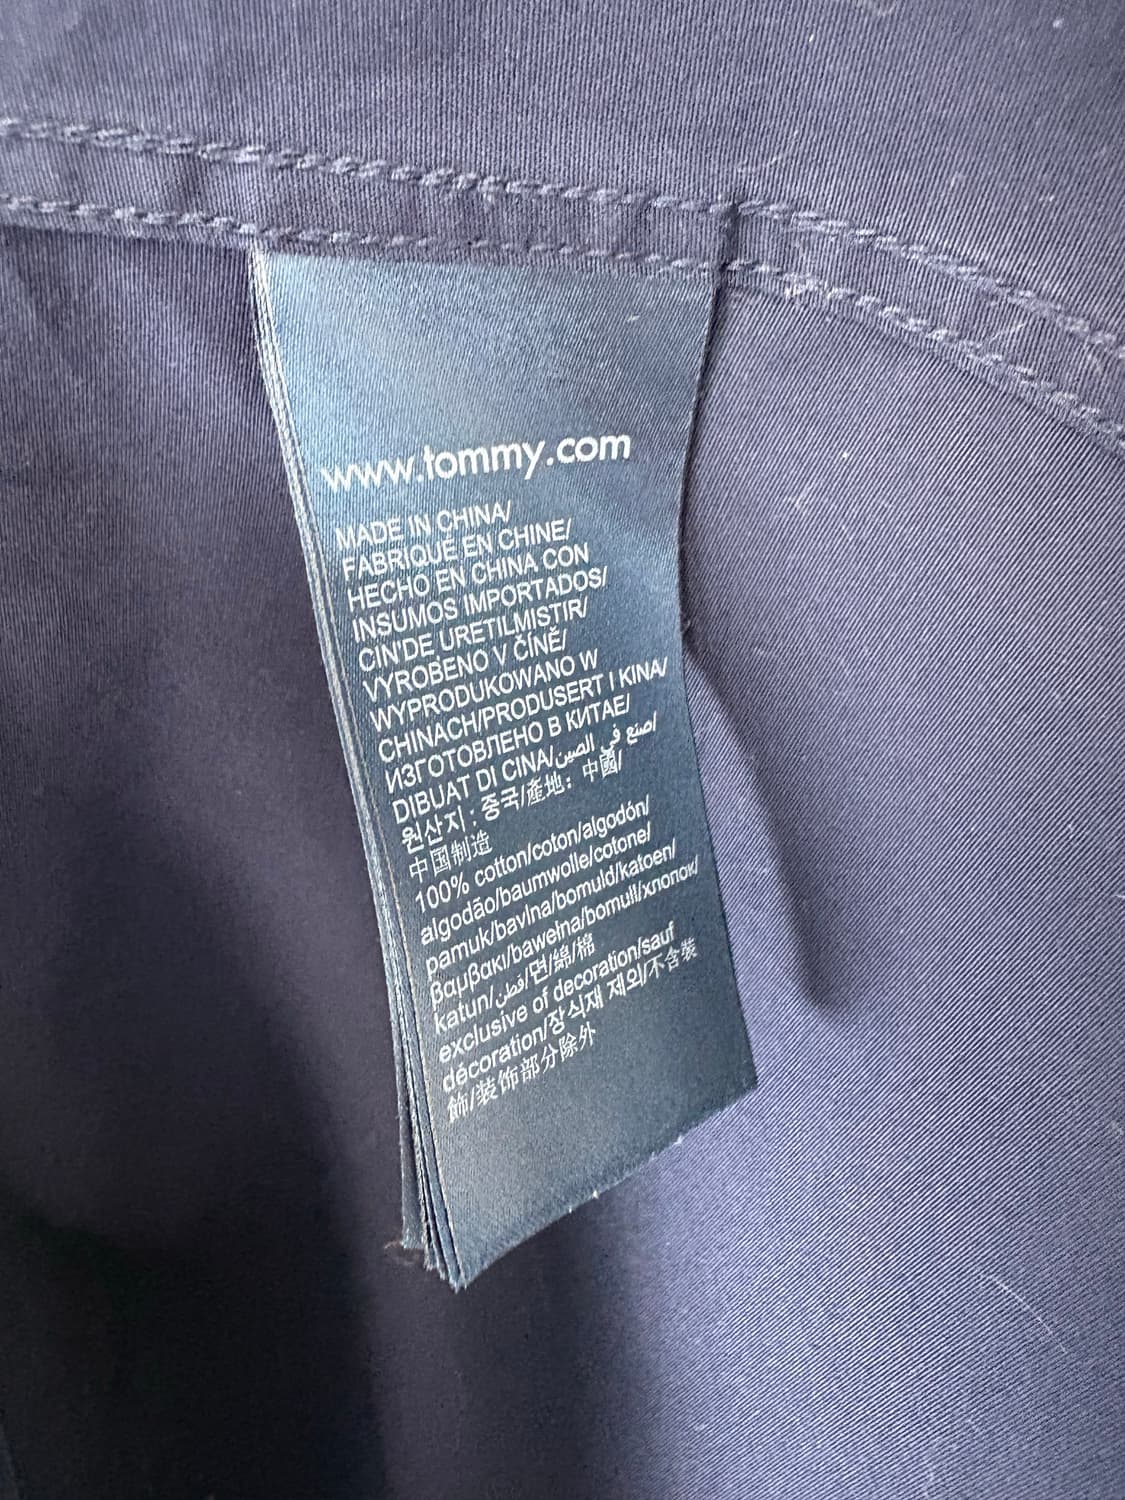 www.tommy.com
MADE IN CHINA/
FABRIQUÉ EN CHINE/
HECHO EN CHINA CON
INSUMOS IMPORTADOS/
CIN'DE URETILMISTIR/
VYROBENO V ČÍNĚ/
WYPRODUKOWANO W
CHINACH/PRODUSERT I KINA/
ИЗГОТОВЛЕНО В КИТАЕ/
DIBUAT DI CINA/اصنع في الصين/
원산지 : 중국/產地：中國/
中国制造
100% cotton/coton/algodón/
algodão/baumwolle/cotone/
pamuk/bavlna/bomuld/katoen/
βαμβακι/bawełna/bomull/хлопок/
katun/قطن/면/綿/棉
exclusive of decoration/sauf
décoration/장식재 제외/不含裝
飾/装饰部分除外